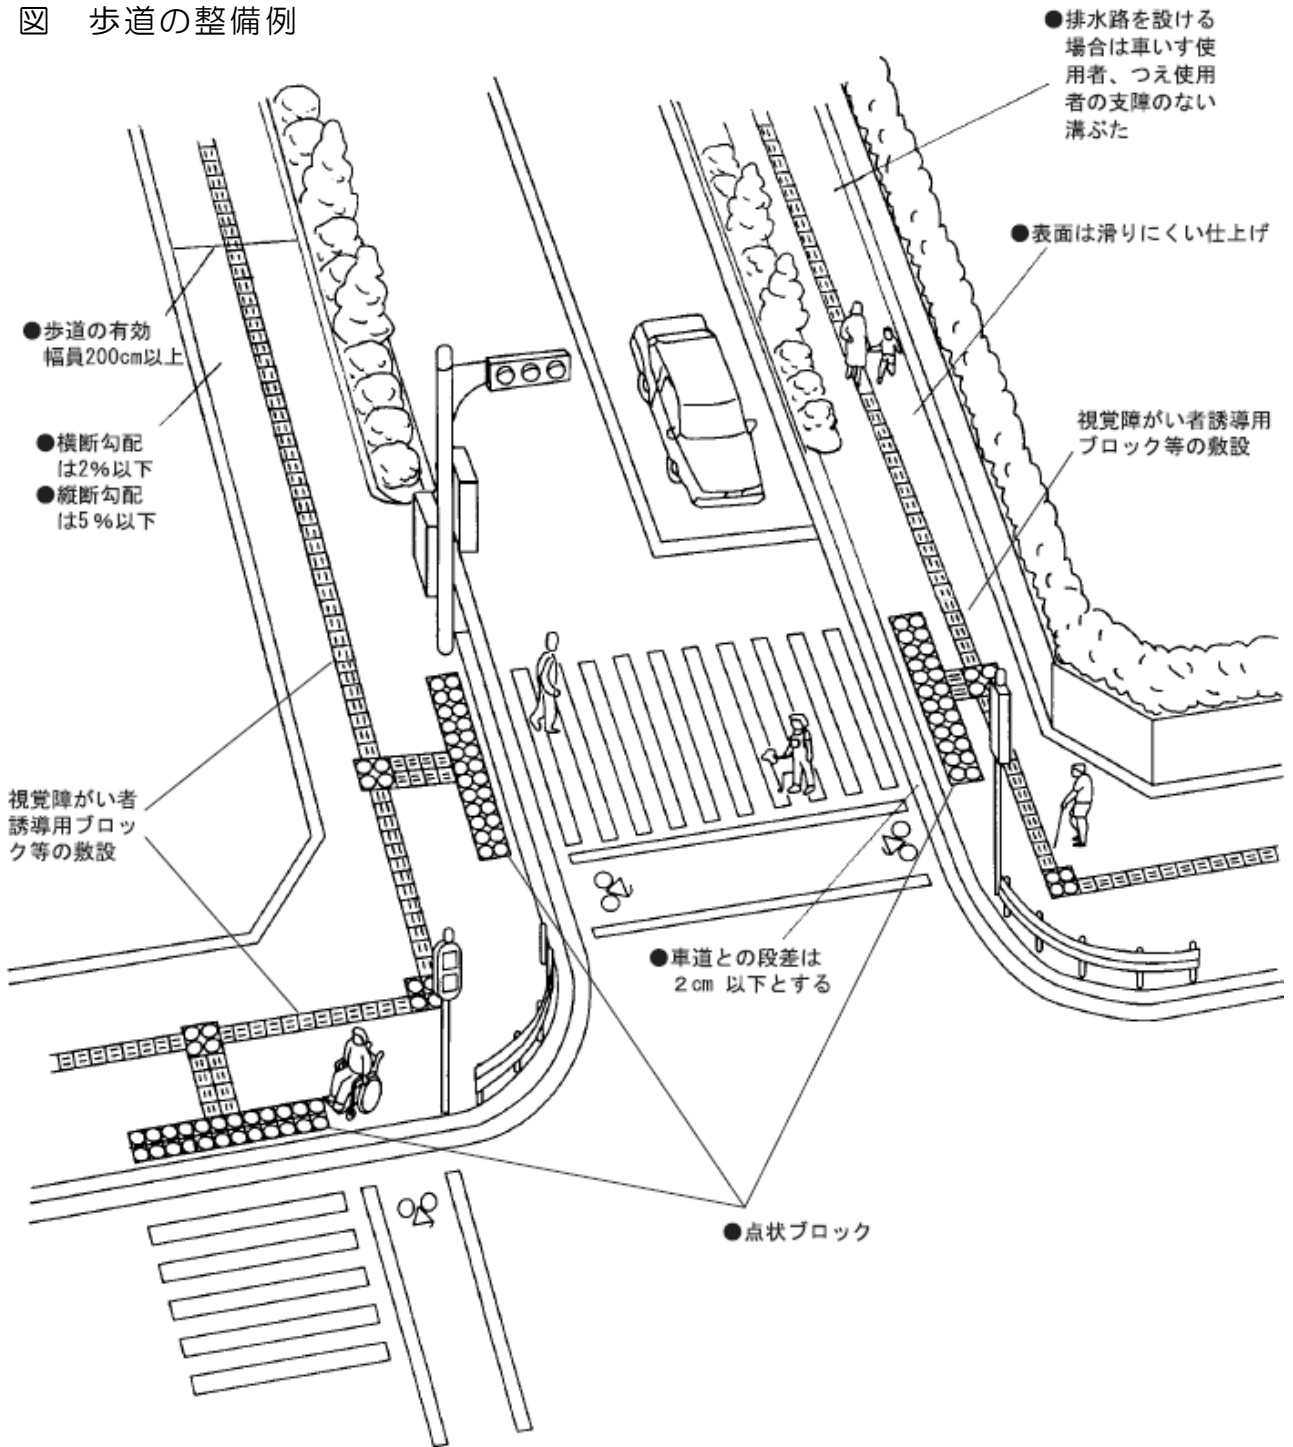 図　歩道の整備例
●排水路を設ける
場合は車いす使
用者、つえ使用
者の支障のない
溝ぶた
●表面は滑りにくい仕上げ
●歩道の有効
幅員200cm以上
視覚障がい者誘導用
ブロック等の敷設
●横断勾配
は2%以下
●縦断勾配
は5%以下
視覚障がい者
誘導用ブロッ
ク等の敷設
●車道との段差は
2cm 以下とする
●点状ブロック